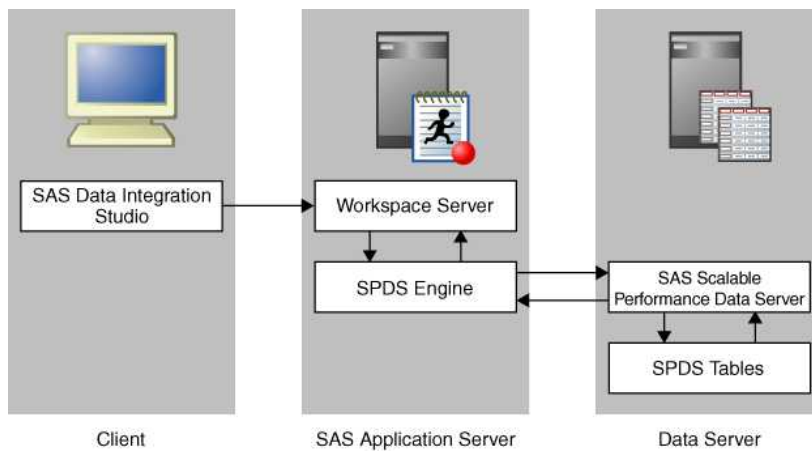 SAS Data Integration
Studio
Workspace Server
SPDS Engine
SAS Scalable
Performance Data Server
SPDS Tables
Client
SAS Application Server
Data Server